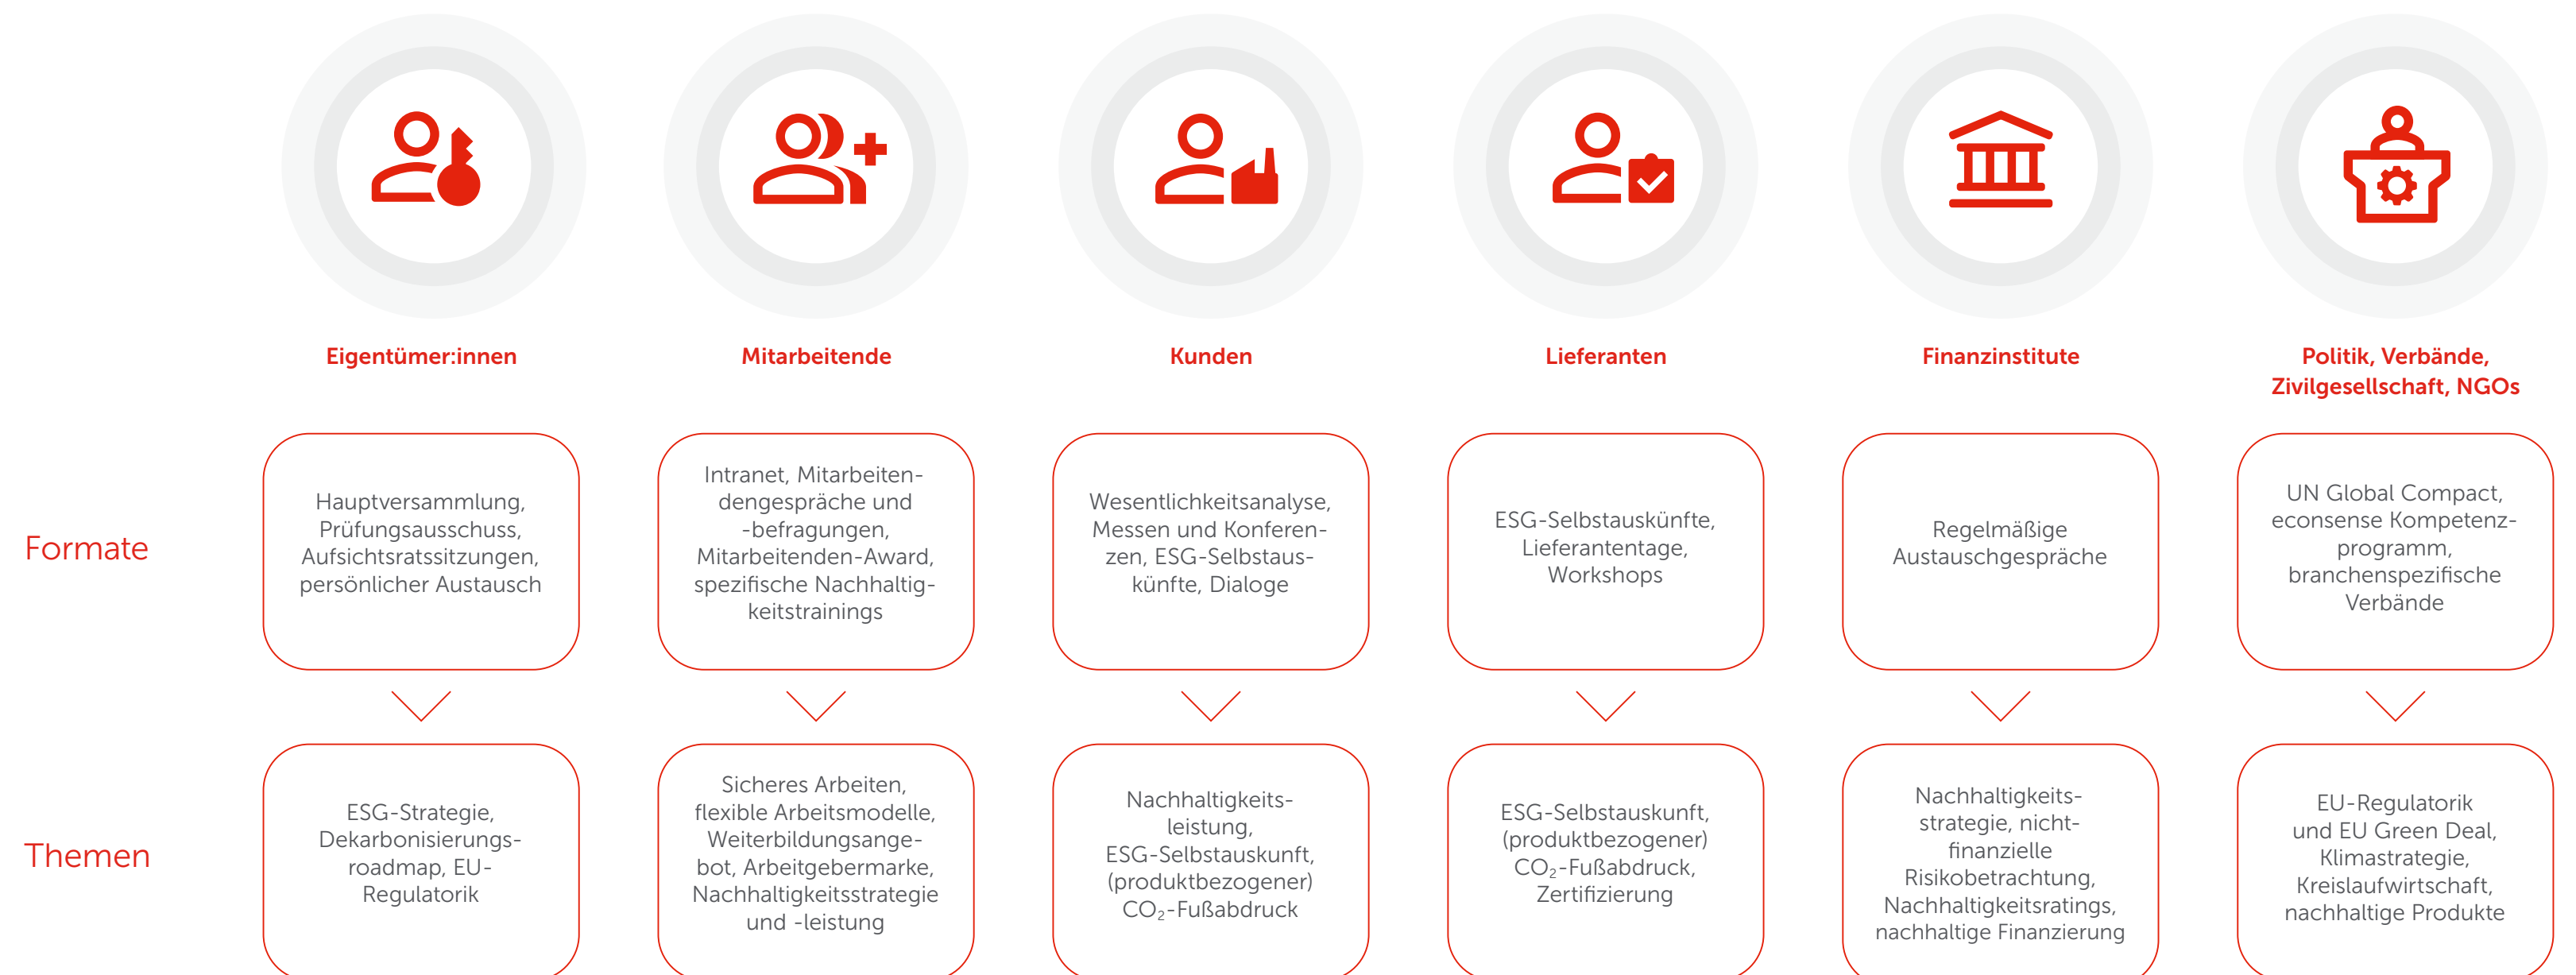 Eigentümer:innen
Mitarbeitende
Kunden
Lieferanten
Finanzinstitute
Politik, Verbände,
Zivilgesellschaft, NGOs
Formate
Hauptversammlung,
Prüfungsausschuss,
Aufsichtsratssitzungen,
persönlicher Austausch
Intranet, Mitarbeiten-
dengespräche und
-befragungen,
Mitarbeitenden-Award,
spezifische Nachhaltig-
keitstrainings
Wesentlichkeitsanalyse,
Messen und Konferen-
zen, ESG-Selbstaus-
künfte, Dialoge
ESG-Selbstauskünfte,
Lieferantentage,
Workshops
Regelmäßige
Austauschgespräche
UN Global Compact,
econsense Kompetenz-
programm,
branchenspezifische
Verbände
Themen
ESG-Strategie,
Dekarbonisierungs-
roadmap, EU-
Regulatorik
Sicheres Arbeiten,
flexible Arbeitsmodelle,
Weiterbildungsange-
bot, Arbeitgebermarke,
Nachhaltigkeitsstrategie
und -leistung
Nachhaltigkeits-
leistung,
ESG-Selbstauskunft,
(produktbezogener)
CO₂-Fußabdruck
ESG-Selbstauskunft,
(produktbezogener)
CO₂-Fußabdruck,
Zertifizierung
Nachhaltigkeits-
strategie, nicht-
finanzielle
Risikobetrachtung,
Nachhaltigkeitsratings,
nachhaltige Finanzierung
EU-Regulatorik
und EU Green Deal,
Klimastrategie,
Kreislaufwirtschaft,
nachhaltige Produkte